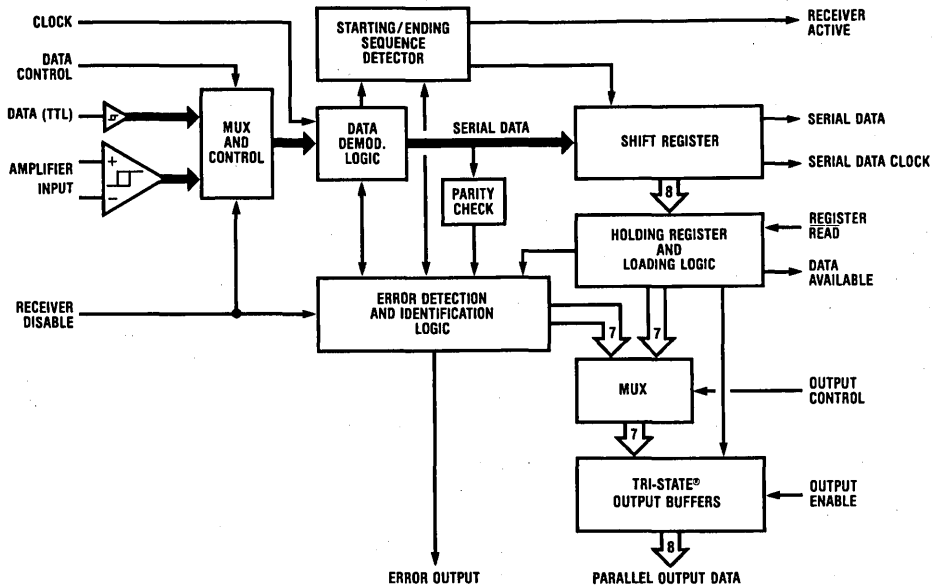 CLOCK
DATA
CONTROL
DATA (TTL)
AMPLIFIER
INPUT
+
−
MUX
AND
CONTROL
STARTING/ENDING
SEQUENCE
DETECTOR
RECEIVER
ACTIVE
DATA
DEMOD.
LOGIC
SERIAL DATA
PARITY
CHECK
SHIFT REGISTER
SERIAL DATA
SERIAL DATA CLOCK
8
HOLDING REGISTER
AND
LOADING LOGIC
REGISTER
READ
DATA
AVAILABLE
RECEIVER
DISABLE
ERROR DETECTION
AND IDENTIFICATION
LOGIC
7
7
MUX
OUTPUT
CONTROL
7
TRI-STATE®
OUTPUT BUFFERS
OUTPUT
ENABLE
8
ERROR OUTPUT
PARALLEL OUTPUT DATA